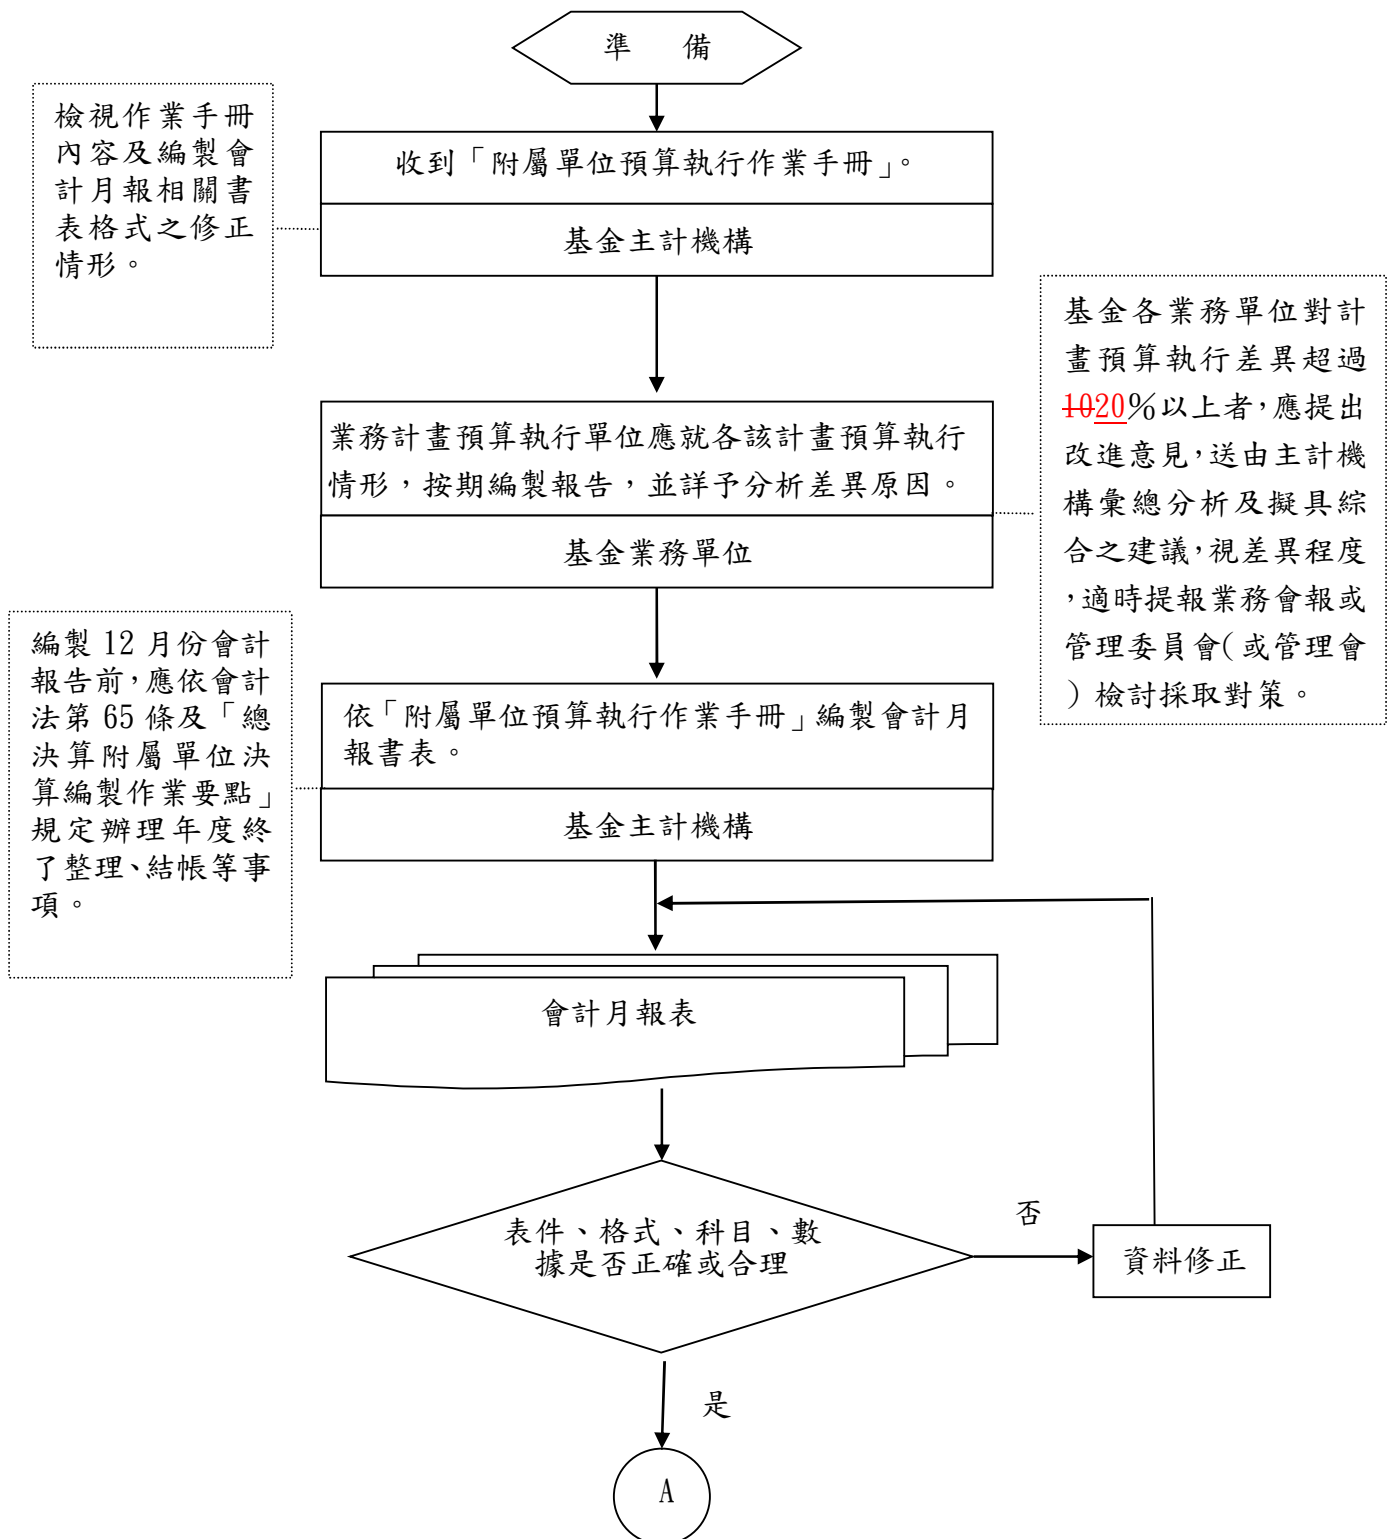 準　備
檢視作業手冊
內容及編製會
計月報相關書
表格式之修正
情形。
收到「附屬單位預算執行作業手冊」。
基金主計機構
基金各業務單位對計
畫預算執行差異超過
1020%以上者，應提出
改進意見，送由主計機
構彙總分析及擬具綜
合之建議，視差異程度
，適時提報業務會報或
管理委員會(或管理會
)檢討採取對策。
業務計畫預算執行單位應就各該計畫預算執行
情形，按期編製報告，並詳予分析差異原因。
基金業務單位
編製12月份會計
報告前，應依會計
法第65條及「總
決算附屬單位決
算編製作業要點」
規定辦理年度終
了整理、結帳等事
項。
依「附屬單位預算執行作業手冊」編製會計月
報書表。
基金主計機構
會計月報表
表件、格式、科目、數
據是否正確或合理
否
資料修正
是
A